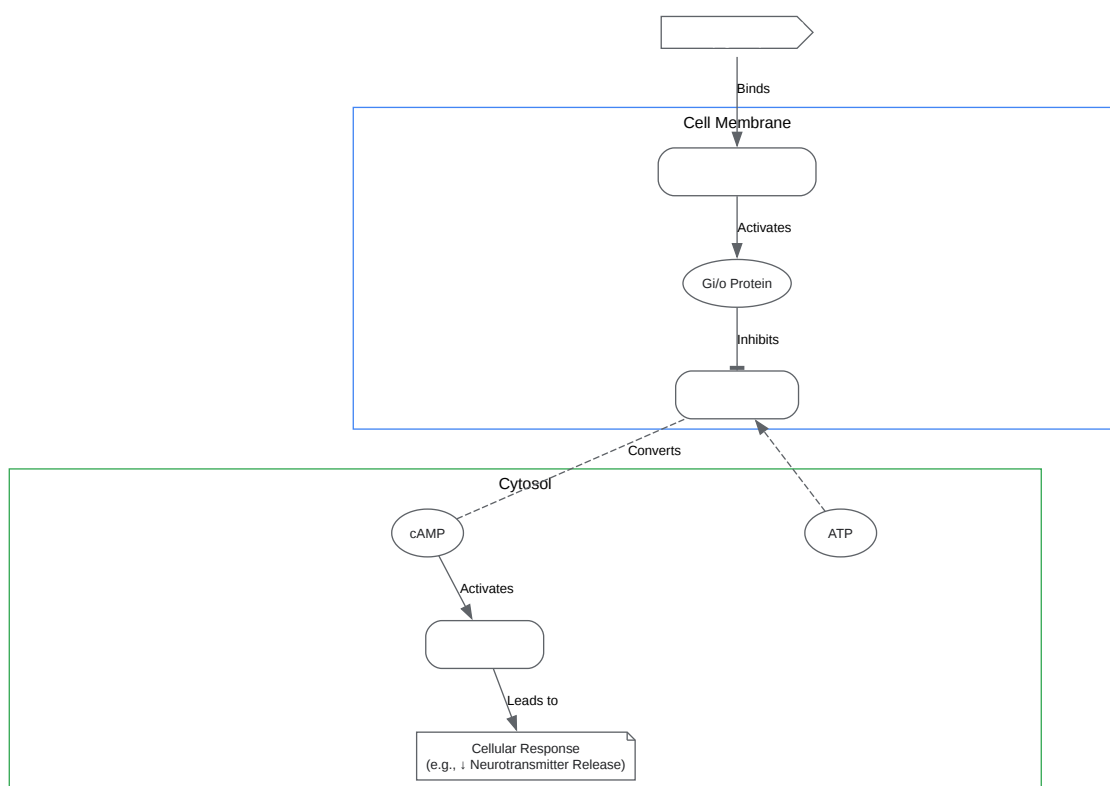 Binds
Cell Membrane
Activates
Gi/o Protein
Inhibits
Converts
Cytosol
cAMP
ATP
Activates
Leads to
Cellular Response
(e.g., ↓ Neurotransmitter Release)